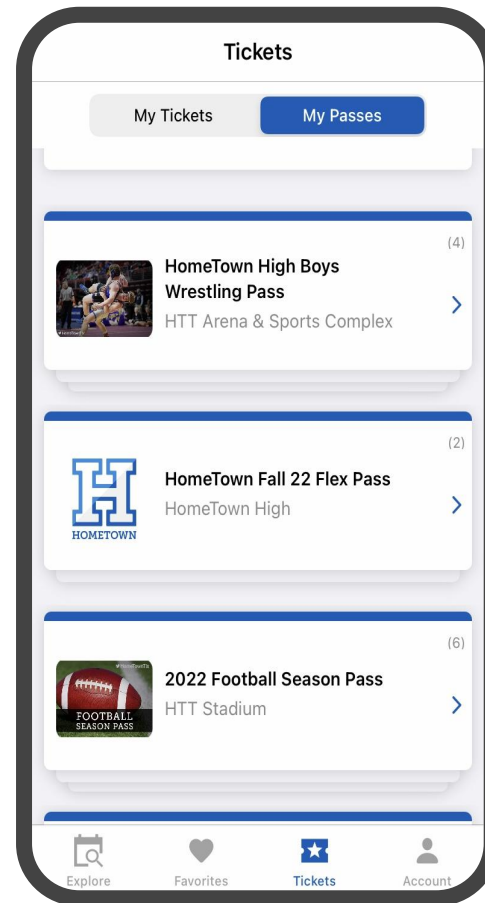 Tickets
My Tickets
My Passes
(4)
HomeTown High Boys
Wrestling Pass
HTT Arena & Sports Complex
(2)
HomeTown Fall 22 Flex Pass
HomeTown High
H
HOMETOWN
(6)
2022 Football Season Pass
HTT Stadium
FOOTBALL
SEASON PASS
Explore
Favorites
Tickets
Account